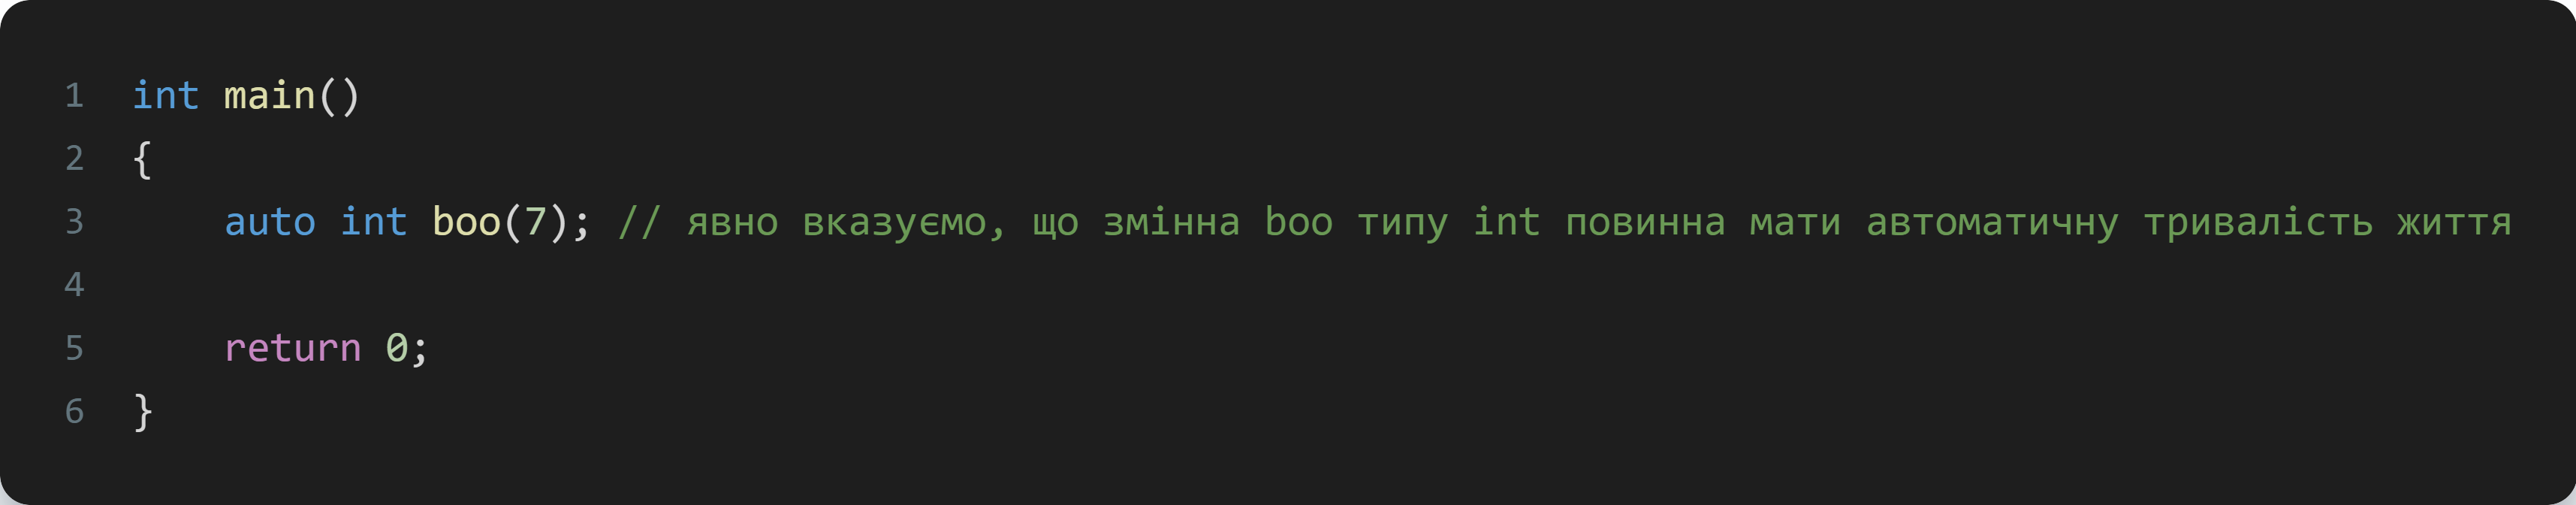 1 int main()
2 {
3     auto int boo(7); // явно вказуємо, що змінна boo типу int повинна мати автоматичну тривалість життя
4
5     return 0;
6 }